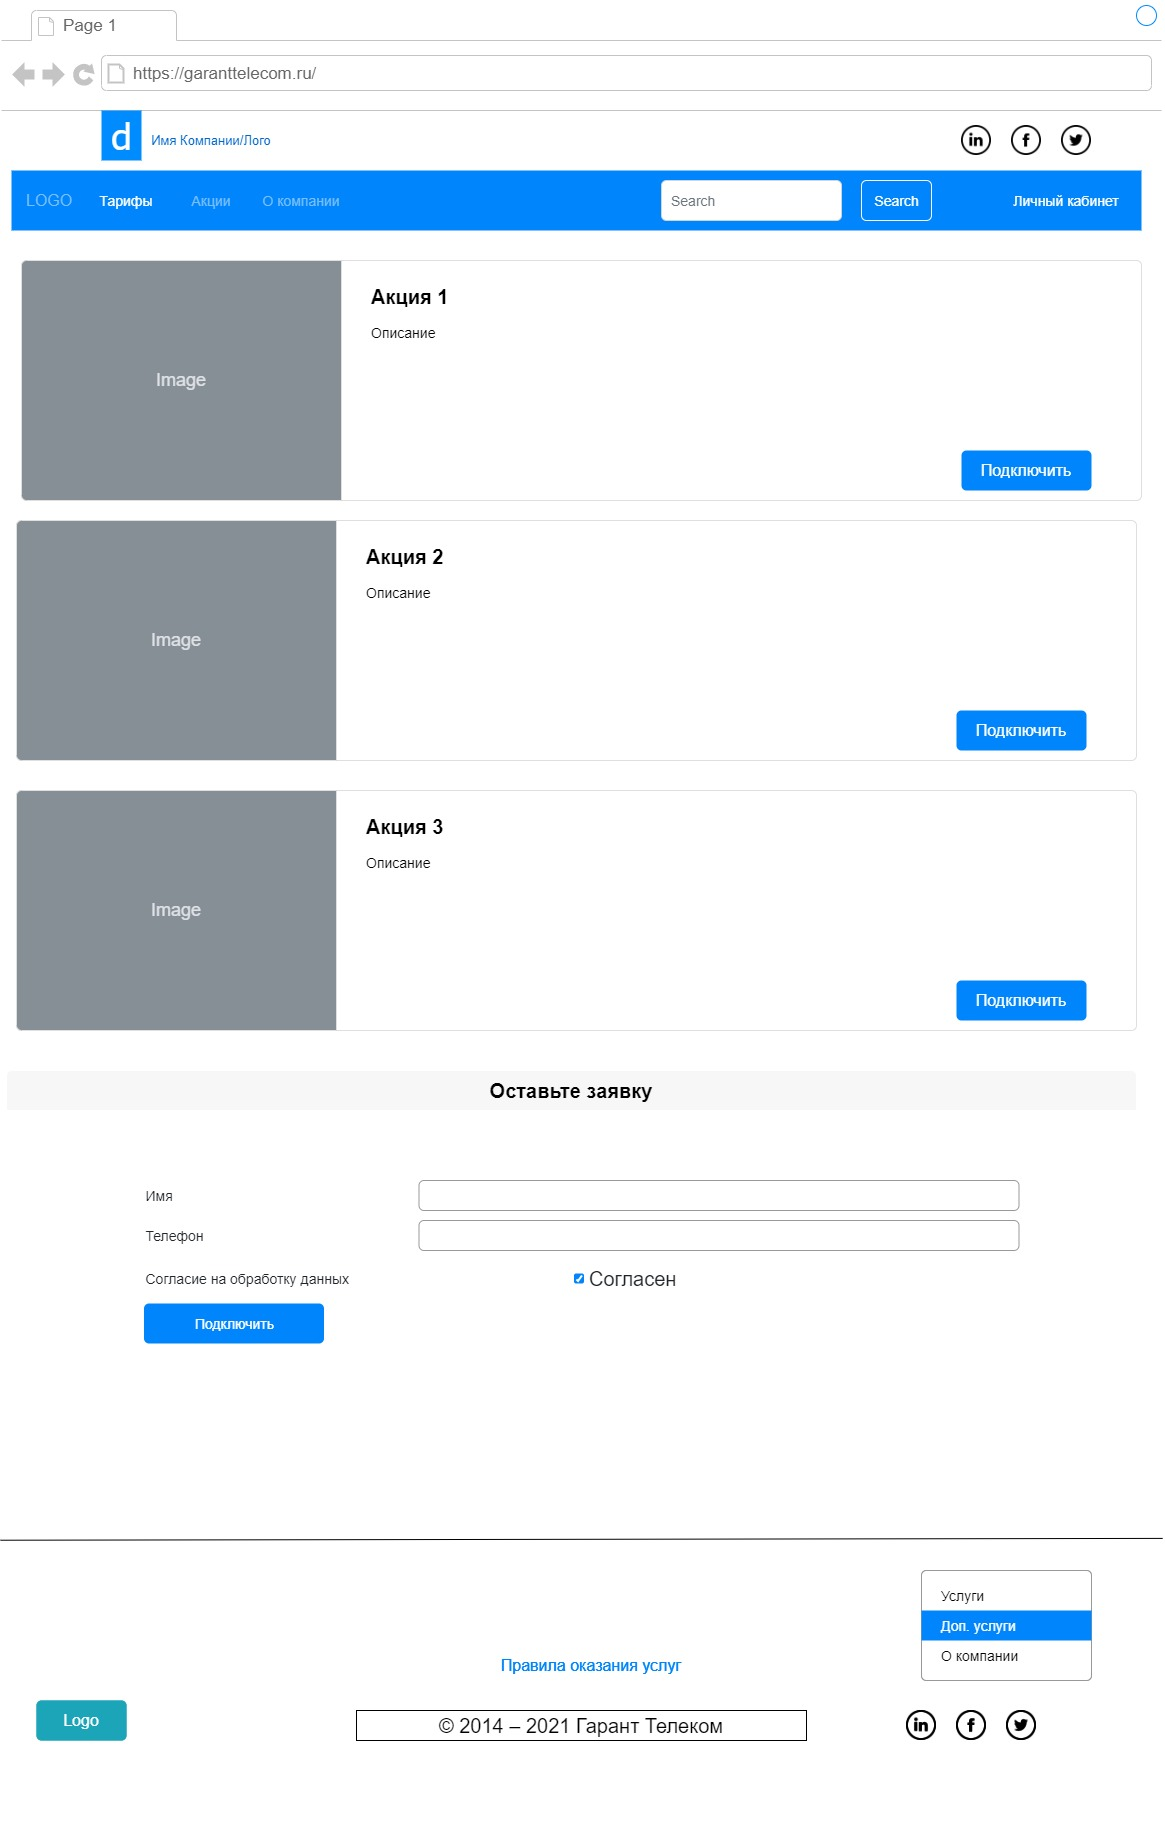 Page 1
https://garanttelecom.ru/
d
Имя Компании/Лого
in f
LOGO Тарифы Акции О компании Search Search Личный кабинет
Акция 1
Описание
Image
Подключить
Акция 2
Описание
Image
Подключить
Акция 3
Описание
Image
Подключить
Оставьте заявку
Имя
Телефон
Согласие на обработку данных Согласен
Подключить
Услуги
Доп. услуги
О компании
Правила оказания услуг
Logo © 2014 – 2021 Гарант Телеком in f